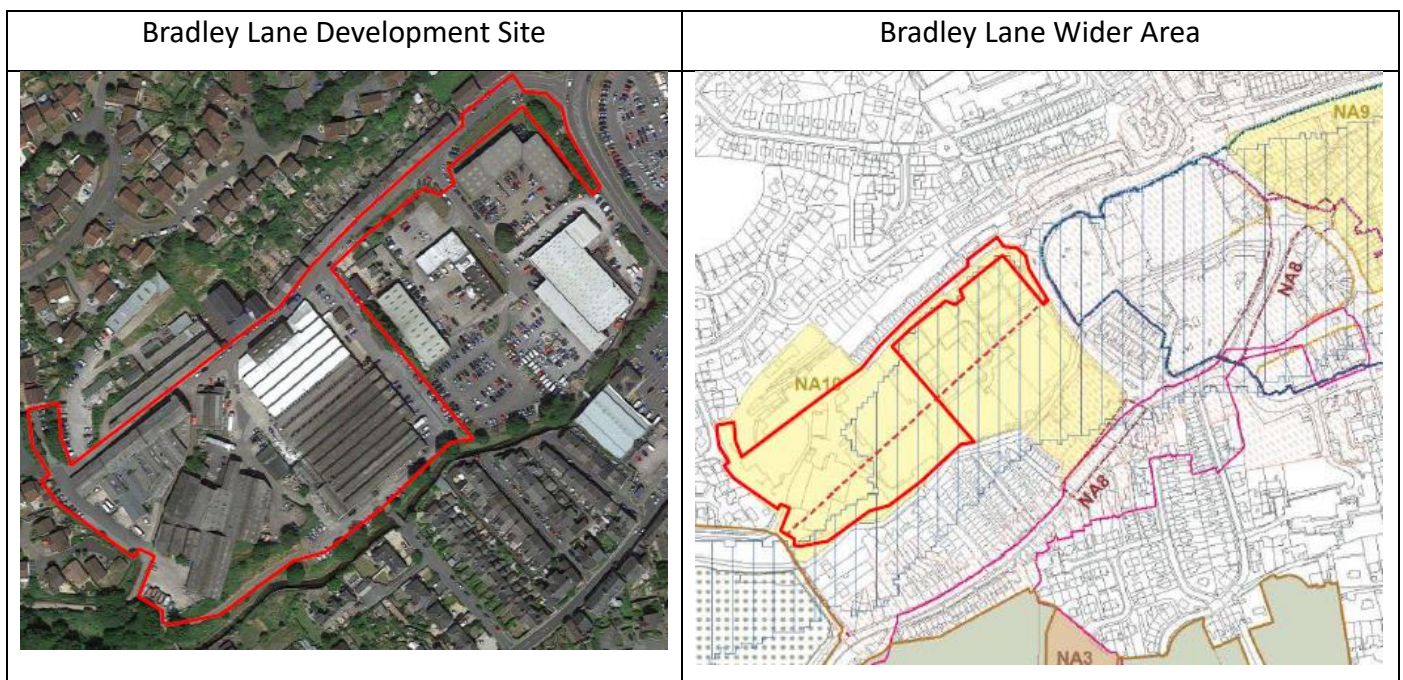 Bradley Lane Development Site
Bradley Lane Wider Area
NA9
NA8
NA10
NA8
NA3